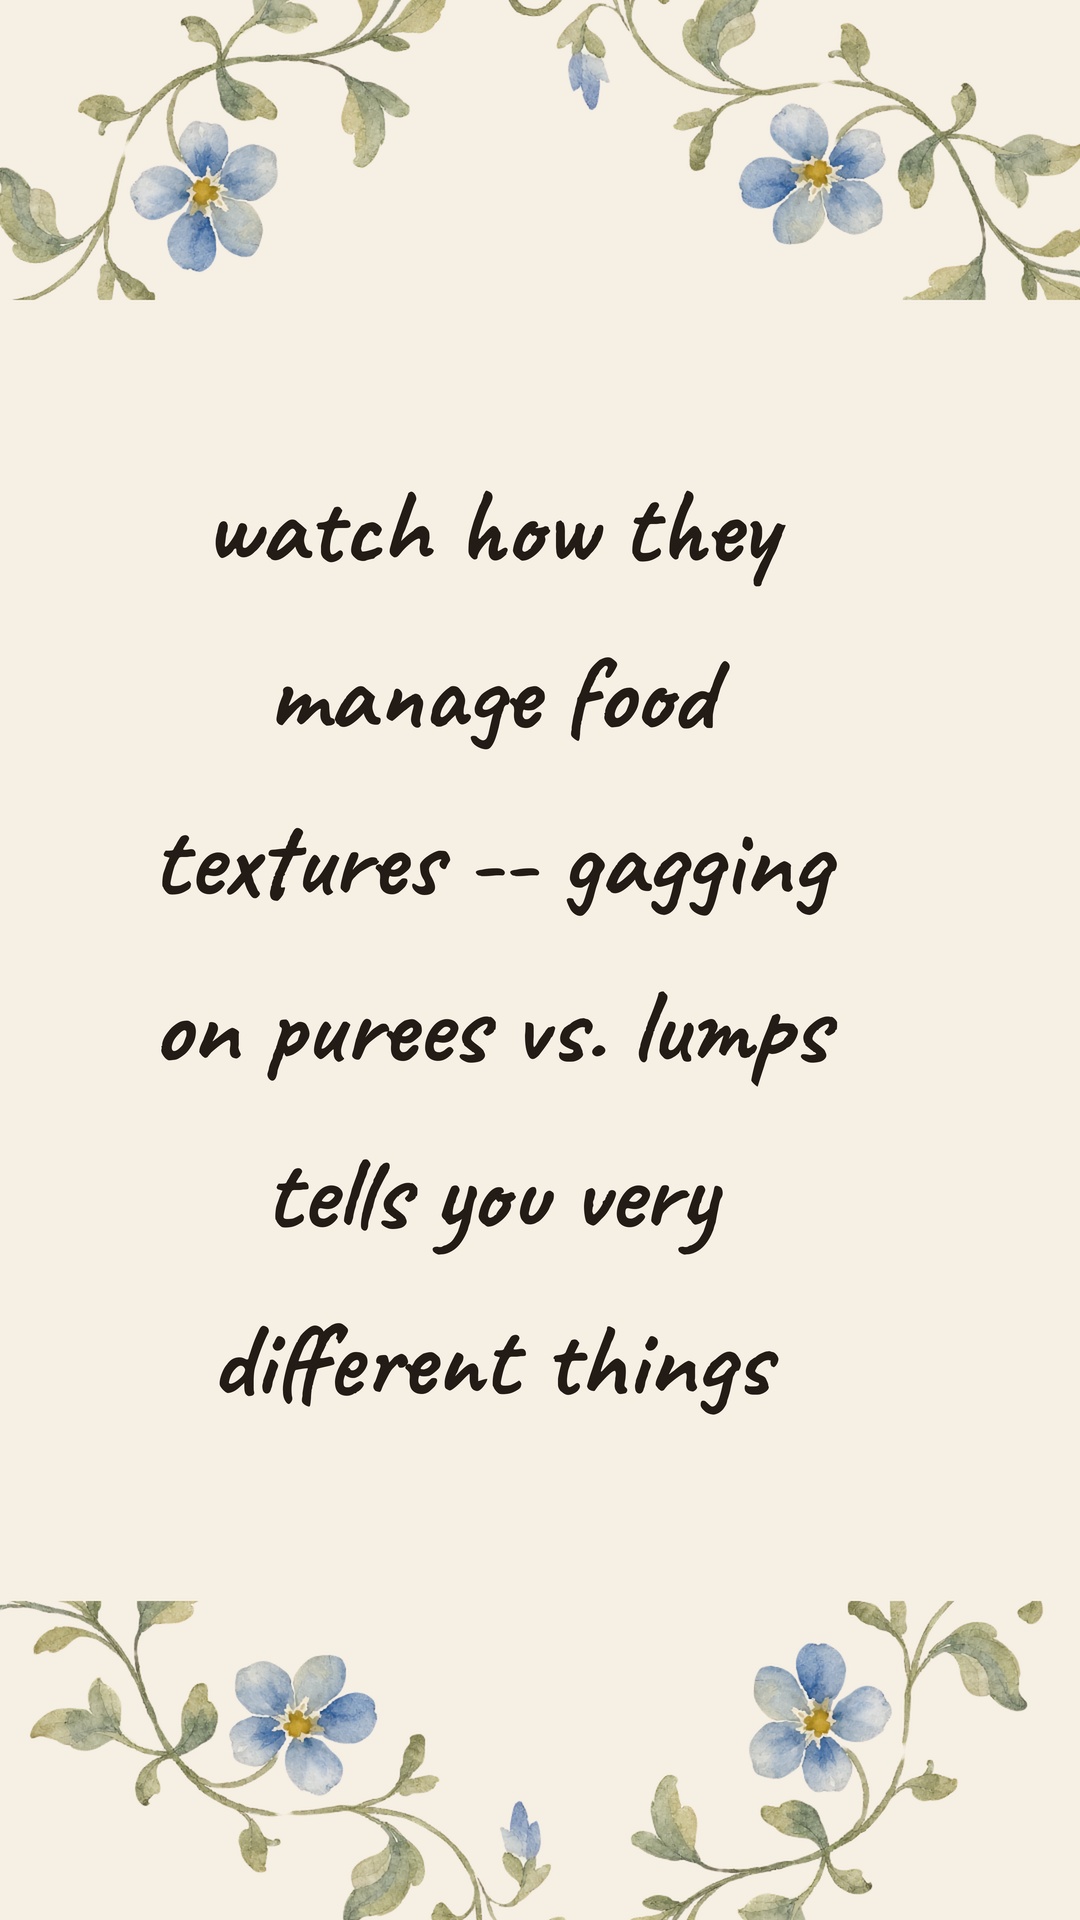 watch how they
manage food
textures -- gagging
on purees vs. lumps
tells you very
different things